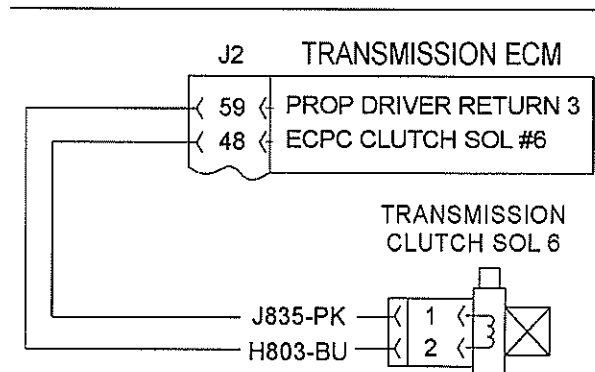 J2 TRANSMISSION ECM
59 PROP DRIVER RETURN 3
48 ECPC CLUTCH SOL #6
TRANSMISSION
CLUTCH SOL 6
J835-PK 1
H803-BU 2